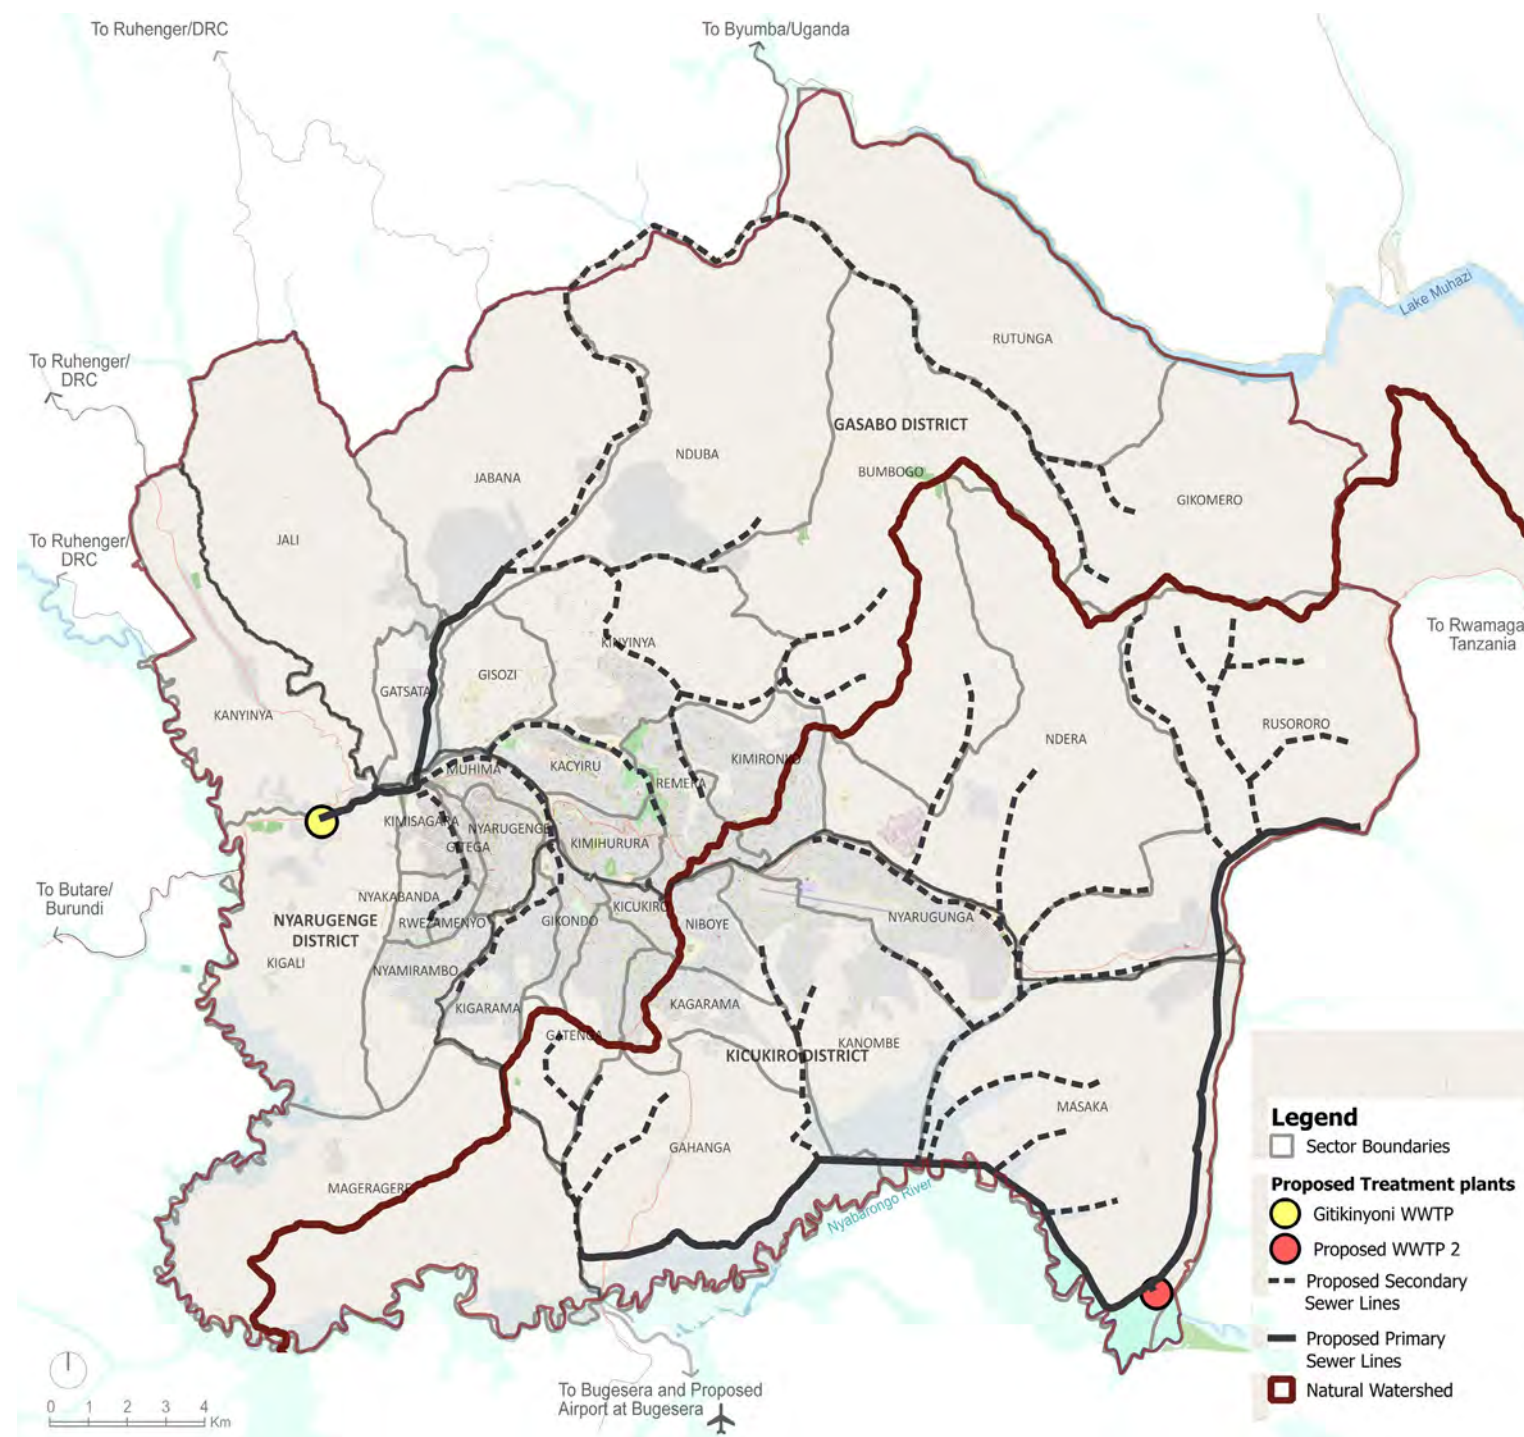 To Ruhenger/DRC
To Byumba/Uganda
Lake Muhazi
To Ruhenger/
DRC
RUTUNGA
GASABO DISTRICT
NDUBA
BUMBOGO
JABANA
GIKOMERO
JALI
To Ruhenger/
DRC
To Rwamaga
Tanzania
KINYINYA
GISOZI
GATSATA
KANYINYA
RUSORORO
NDERA
KIMIRONKO
MUHIMA
KACYIRU
REMERA
KIMISAGARA
NYARUGENGE
GITEGA
KIMIHURURA
To Butare/
Burundi
NYAKABANDA
KICUKIRO
NYARUGENGE
DISTRICT
RWEZAMENYO
GIKONDO
NIBOYE
NYARUGUNGA
KIGALI
NYAMIRAMBO
KIGARAMA
KAGARAMA
GATENGA
KANOMBE
KICUKIRO DISTRICT
MASAKA
GAHANGA
MAGERAGERE
Nyabarongo River
Legend
Sector Boundaries
Proposed Treatment plants
Gitikinyoni WWTP
Proposed WWTP 2
Proposed Secondary
Sewer Lines
Proposed Primary
Sewer Lines
Natural Watershed
0 1 2 3 4
Km
To Bugesera and Proposed
Airport at Bugesera